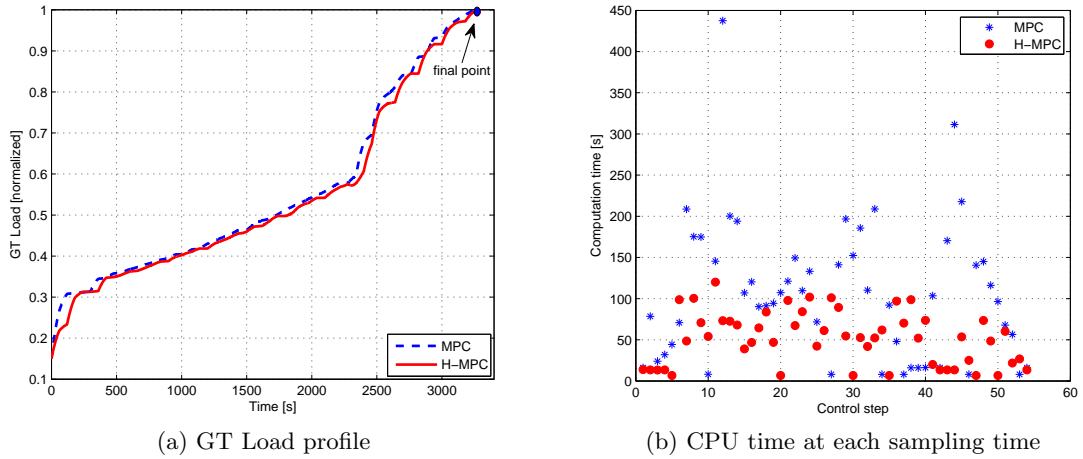 1
0.9
0.8
0.7
0.6
0.5
0.4
0.3
0.2
0.1
GT Load [normalized]
0 500 1000 1500 2000 2500 3000
Time [s]
final point
MPC
H−MPC
(a) GT Load profile
450
400
350
300
250
200
150
100
50
0
Computation time [s]
0 10 20 30 40 50 60
Control step
MPC
H−MPC
(b) CPU time at each sampling time